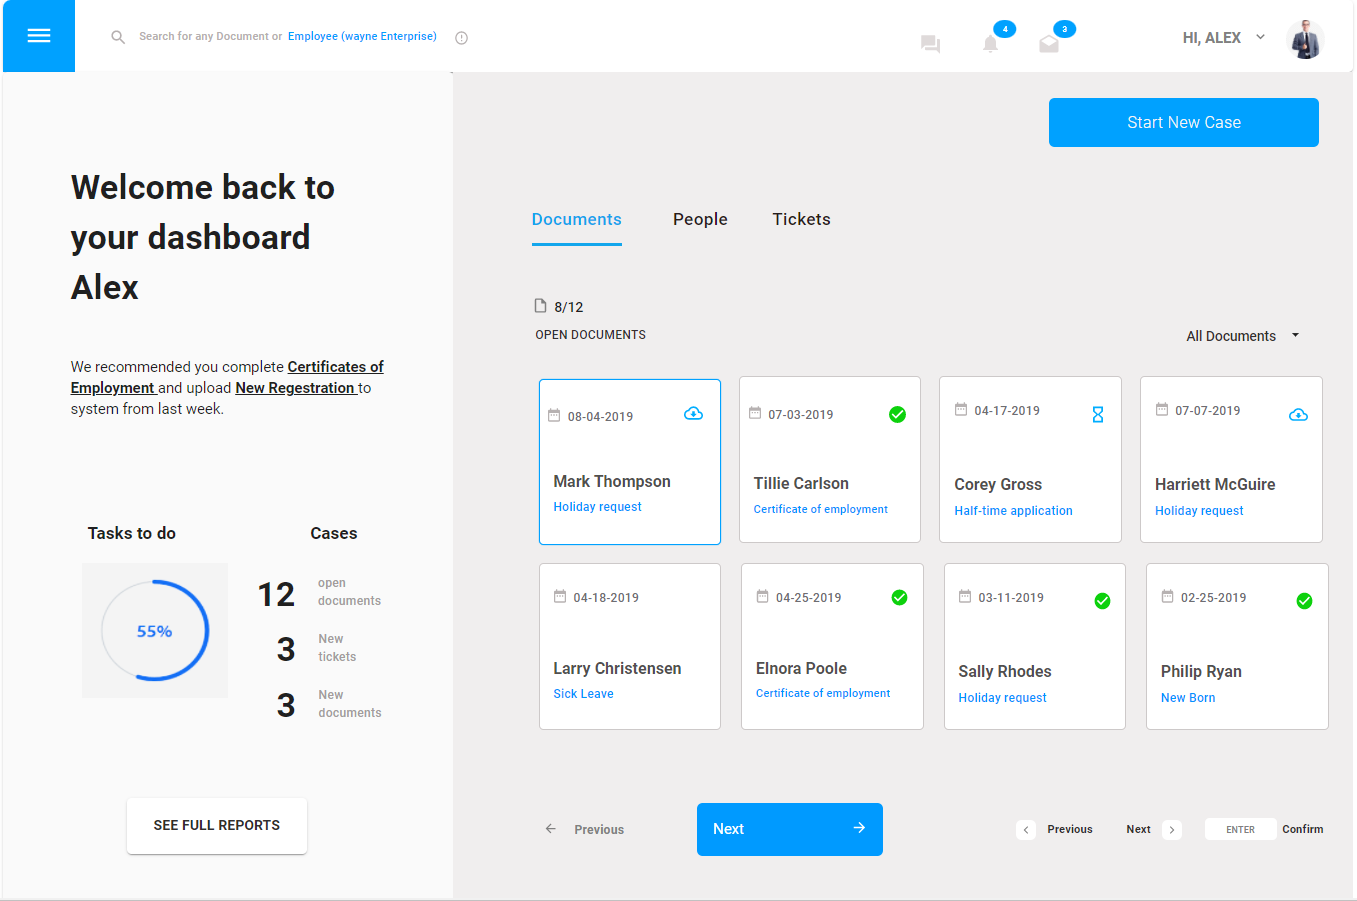 Search for any Document or Employee (wayne Enterprise)
4
3
HI, ALEX
Start New Case
Welcome back to
your dashboard
Alex
We recommended you complete Certificates of
Employment and upload New Regestration to
system from last week.
Tasks to do
55%
Cases
12 open
documents
3 New
tickets
3 New
documents
SEE FULL REPORTS
Documents People Tickets
8/12
OPEN DOCUMENTS
All Documents
08-04-2019
Mark Thompson
Holiday request
07-03-2019
Tillie Carlson
Certificate of employment
04-17-2019
Corey Gross
Half-time application
07-07-2019
Harriett McGuire
Holiday request
04-18-2019
Larry Christensen
Sick Leave
04-25-2019
Elnora Poole
Certificate of employment
03-11-2019
Sally Rhodes
Holiday request
02-25-2019
Philip Ryan
New Born
Previous
Next
Previous Next ENTER Confirm